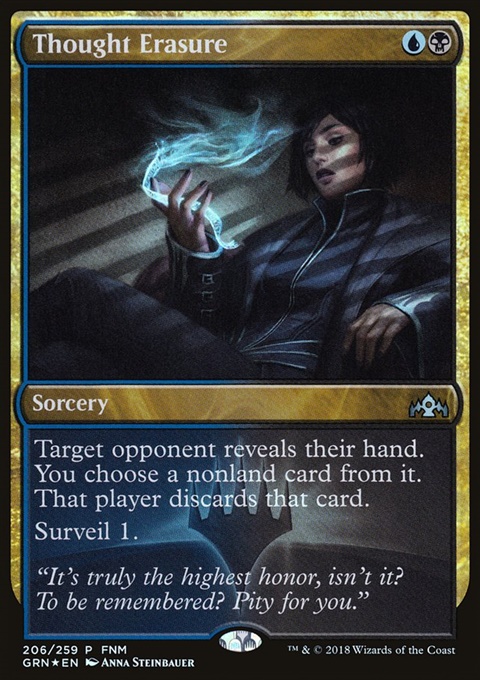 Thought Erasure
Sorcery
Target opponent reveals their hand.
You choose a nonland card from it.
That player discards that card.
Surveil 1.
“It’s truly the highest honor, isn’t it?
To be remembered? Pity for you.”
206/259 P FNM
GRN★EN Anna Steinbauer
™ & © 2018 Wizards of the Coast